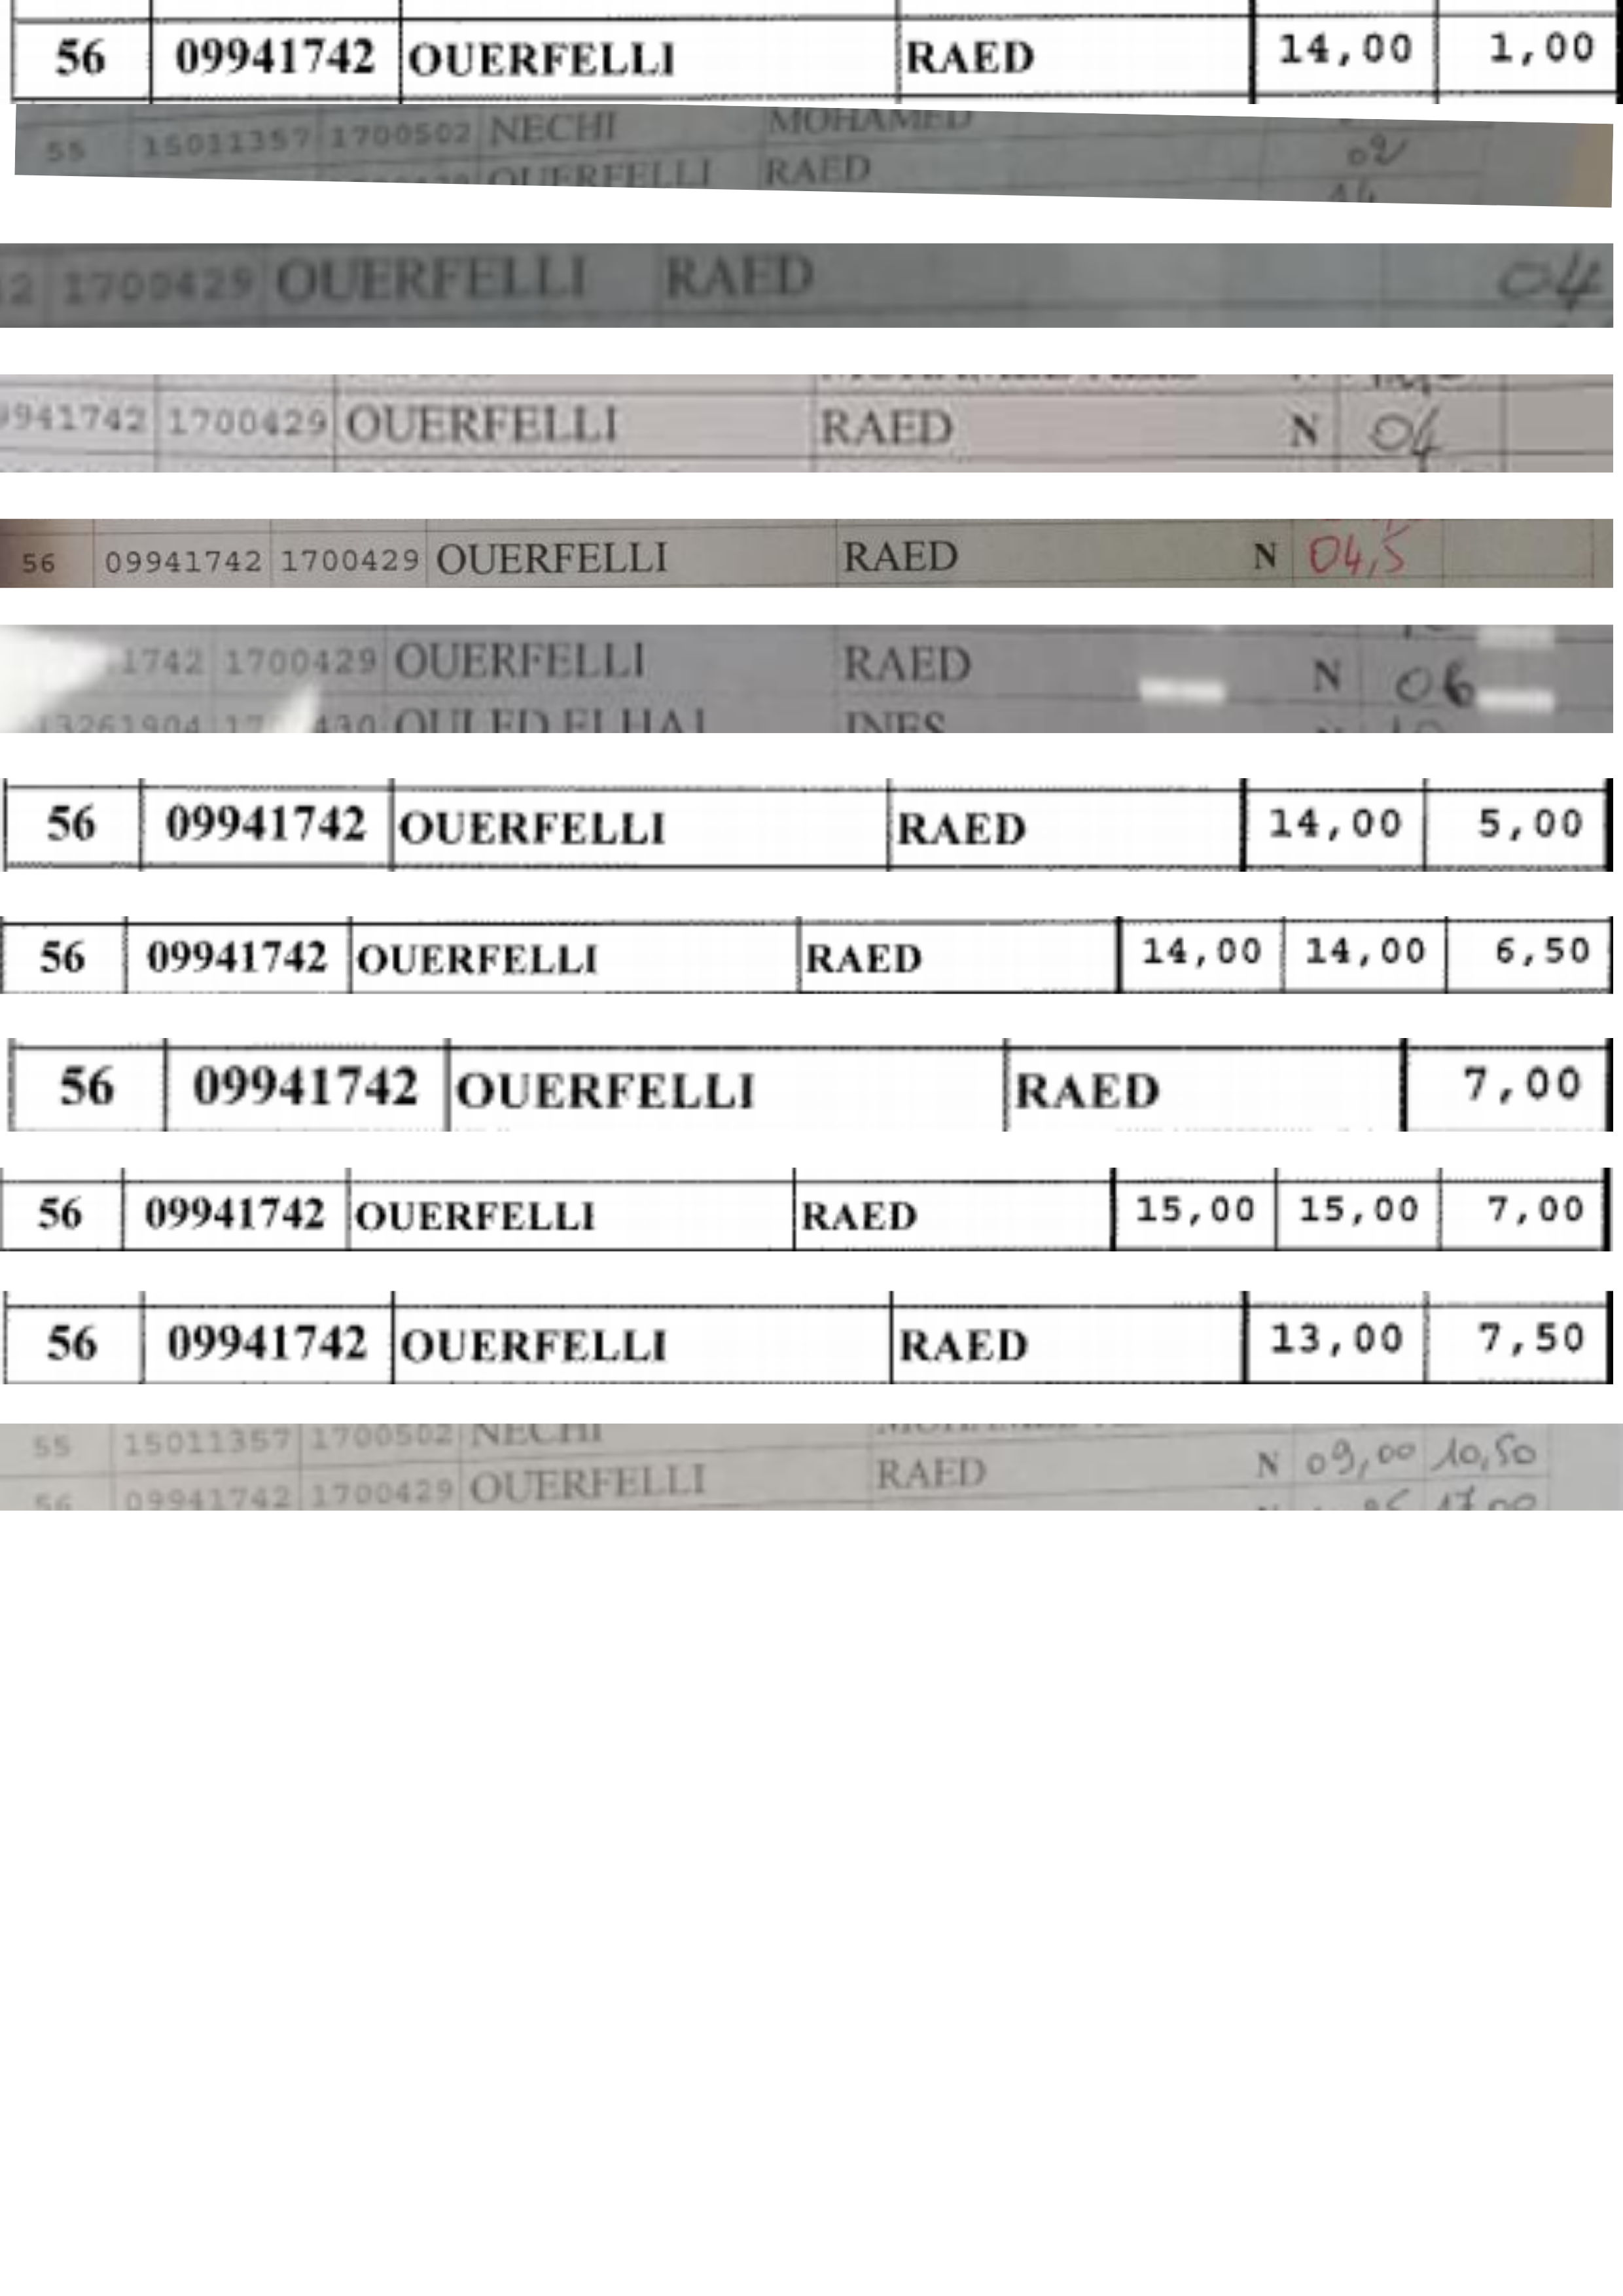 56 09941742 OUERFELLI RAED 14,00 1,00
55 15011357 1700502 NECHI MOHAMED
OUERFELLI RAED 02
1700429 OUERFELLI RAED 04
9941742 1700429 OUERFELLI RAED N 04
56 09941742 1700429 OUERFELLI RAED N 04,5
1742 1700429 OUERFELLI RAED N 06
13261904 OULED ELHAJ INES
56 09941742 OUERFELLI RAED 14,00 5,00
56 09941742 OUERFELLI RAED 14,00 14,00 6,50
56 09941742 OUERFELLI RAED 7,00
56 09941742 OUERFELLI RAED 15,00 15,00 7,00
56 09941742 OUERFELLI RAED 13,00 7,50
55 15011357 1700502 NECHI
56 09941742 1700429 OUERFELLI RAED N 09,00 10,50